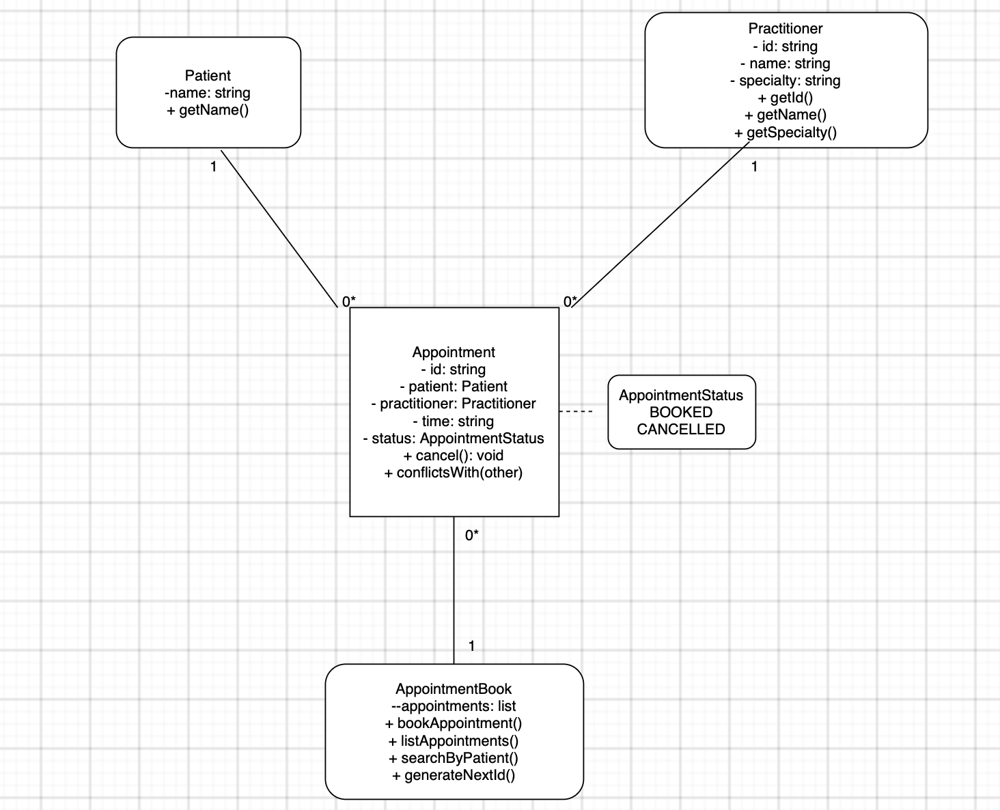 Patient
-name: string
+ getName()
Practitioner
- id: string
- name: string
- specialty: string
+ getId()
+ getName()
+ getSpecialty()
1
1
0*
0*
Appointment
- id: string
- patient: Patient
- practitioner: Practitioner
- time: string
- status: AppointmentStatus
+ cancel(): void
+ conflictsWith(other)
AppointmentStatus
BOOKED
CANCELLED
0*
1
AppointmentBook
--appointments: list
+ bookAppointment()
+ listAppointments()
+ searchByPatient()
+ generateNextId()